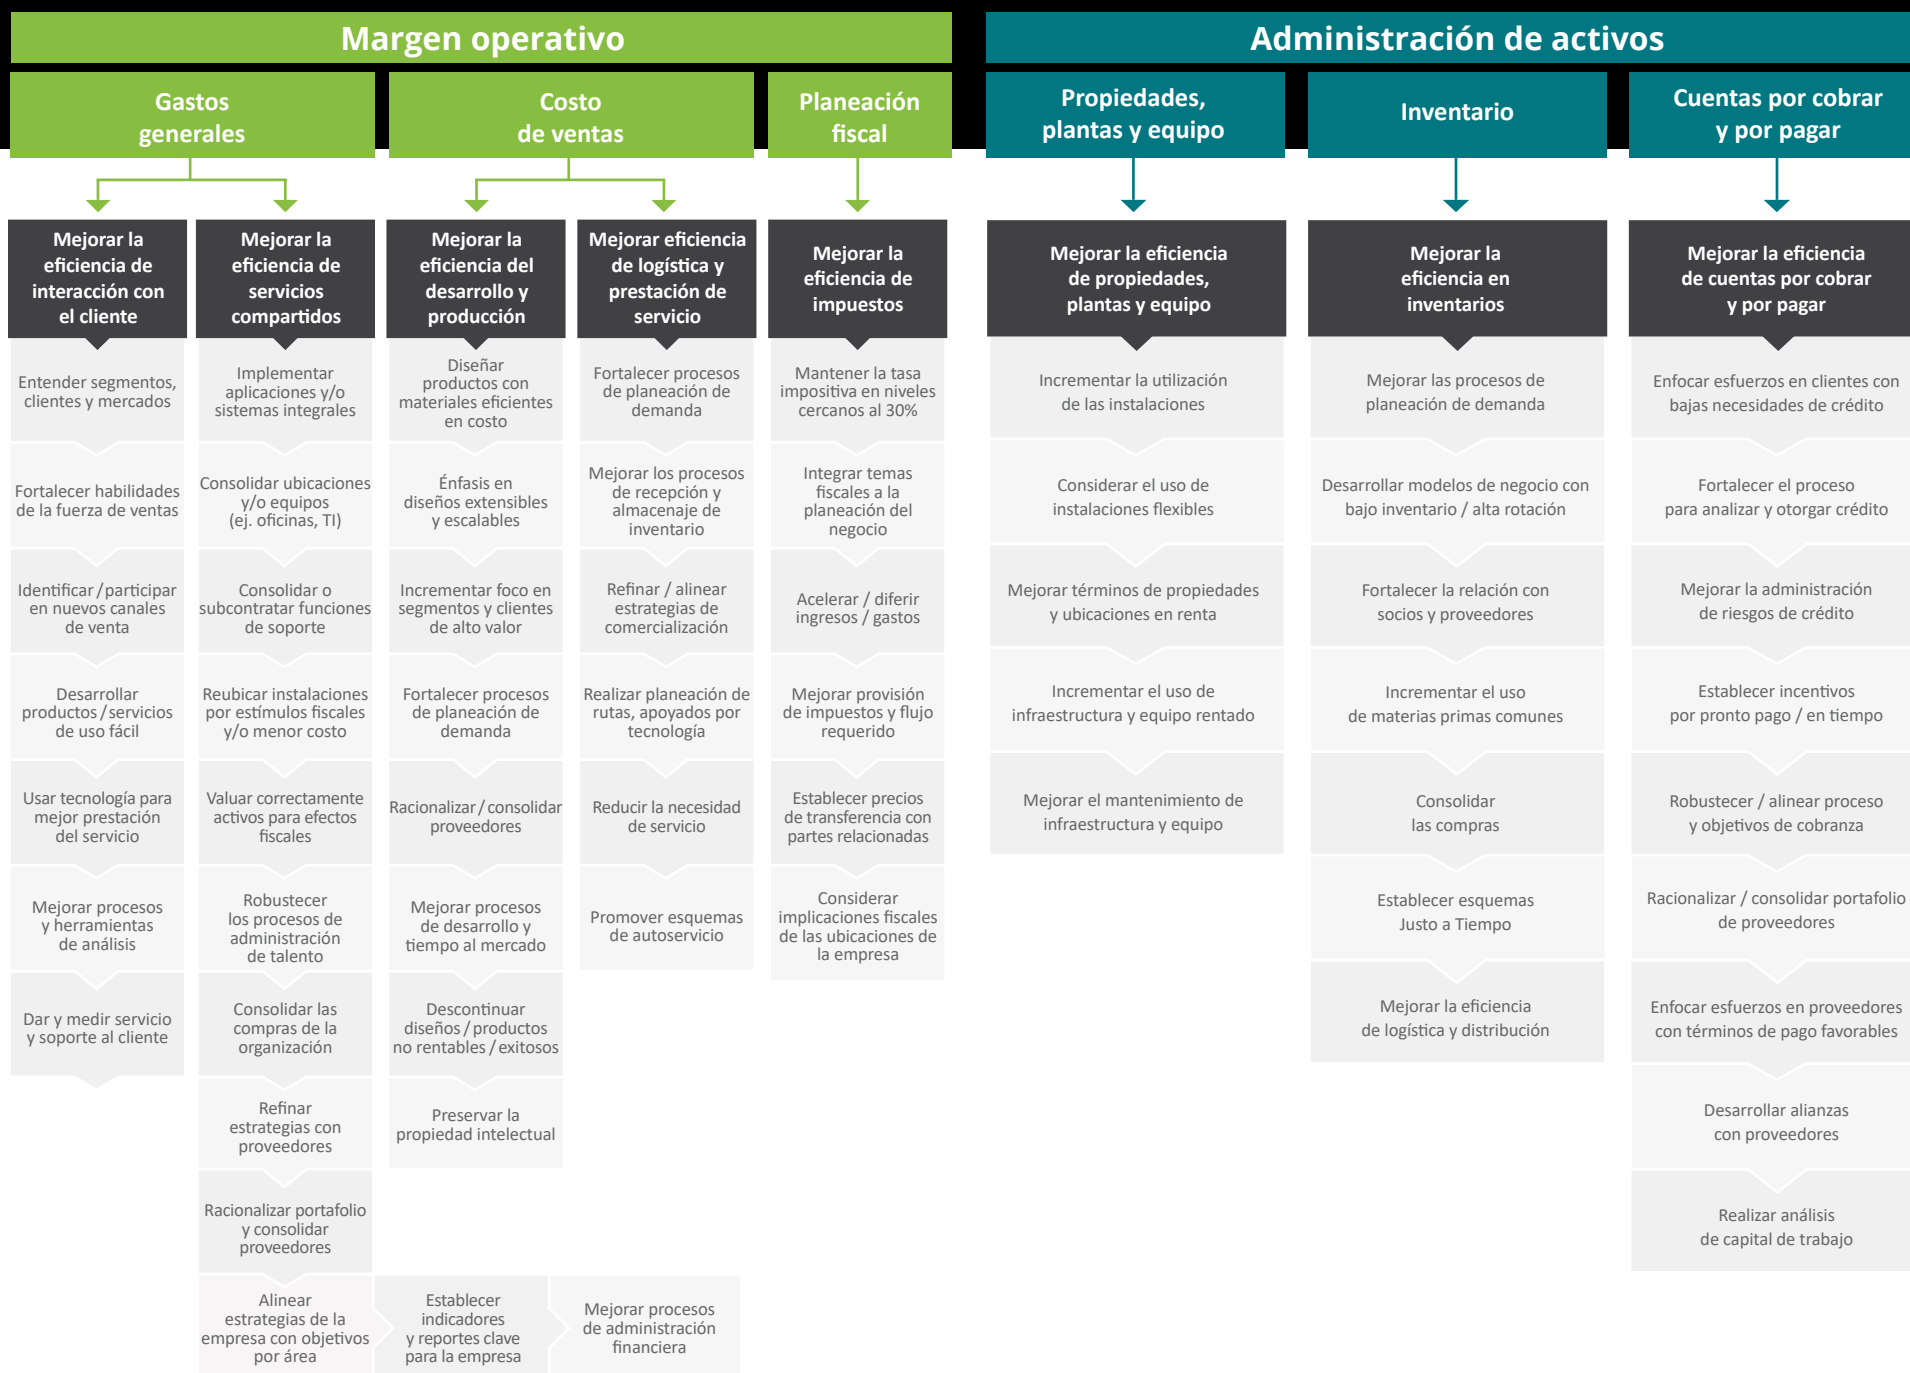 Margen operativo
Gastos
generales
Costo
de ventas
Planeación
fiscal
Mejorar la
eficiencia de
interacción con
el cliente
Entender segmentos,
clientes y mercados
Fortalecer habilidades
de la fuerza de ventas
Identificar / participar
en nuevos canales
de venta
Desarrollar
productos / servicios
de uso fácil
Usar tecnología para
mejor prestación
del servicio
Mejorar procesos
y herramientas
de análisis
Dar y medir servicio
y soporte al cliente
Mejorar la
eficiencia de
servicios
compartidos
Implementar
aplicaciones y/o
sistemas integrales
Consolidar ubicaciones
y/o equipos
(ej. oficinas, TI)
Consolidar o
subcontratar funciones
de soporte
Reubicar instalaciones
por estímulos fiscales
y/o menor costo
Valuar correctamente
activos para efectos
fiscales
Robustecer
los procesos de
administración
de talento
Consolidar las
compras de la
organización
Refinar
estrategias con
proveedores
Racionalizar portafolio
y consolidar
proveedores
Alinear
estrategias de la
empresa con objetivos
por área
Establecer
indicadores
y reportes clave
para la empresa
Mejorar procesos
de administración
financiera
Mejorar la
eficiencia del
desarrollo y
producción
Diseñar
productos con
materiales eficientes
en costo
Énfasis en
diseños extensibles
y escalables
Incrementar foco en
segmentos y clientes
de alto valor
Fortalecer procesos
de planeación de
demanda
Racionalizar / consolidar
proveedores
Mejorar procesos
de desarrollo y
tiempo al mercado
Descontinuar
diseños / productos
no rentables / exitosos
Preservar la
propiedad intelectual
Mejorar eficiencia
de logística y
prestación de
servicio
Fortalecer procesos
de planeación de
demanda
Mejorar los procesos
de recepción y
almacenaje de
inventario
Refinar / alinear
estrategias de
comercialización
Realizar planeación de
rutas, apoyados por
tecnología
Reducir la necesidad
de servicio
Promover esquemas
de autoservicio
Mejorar la
eficiencia de
impuestos
Mantener la tasa
impositiva en niveles
cercanos al 30%
Integrar temas
fiscales a la
planeación del
negocio
Acelerar / diferir
ingresos / gastos
Mejorar provisión
de impuestos y flujo
requerido
Establecer precios
de transferencia con
partes relacionadas
Considerar
implicaciones fiscales
de las ubicaciones de
la empresa
Administración de activos
Propiedades,
plantas y equipo
Inventario
Cuentas por cobrar
y por pagar
Mejorar la eficiencia
de propiedades,
plantas y equipo
Incrementar la utilización
de las instalaciones
Considerar el uso de
instalaciones flexibles
Mejorar términos de propiedades
y ubicaciones en renta
Incrementar el uso de
infraestructura y equipo rentado
Mejorar el mantenimiento de
infraestructura y equipo
Mejorar la
eficiencia en
inventarios
Mejorar las procesos de
planeación de demanda
Desarrollar modelos de negocio con
bajo inventario / alta rotación
Fortalecer la relación con
socios y proveedores
Incrementar el uso
de materias primas comunes
Consolidar
las compras
Establecer esquemas
Justo a Tiempo
Mejorar la eficiencia
de logística y distribución
Mejorar la eficiencia
de cuentas por cobrar
y por pagar
Enfocar esfuerzos en clientes con
bajas necesidades de crédito
Fortalecer el proceso
para analizar y otorgar crédito
Mejorar la administración
de riesgos de crédito
Establecer incentivos
por pronto pago / en tiempo
Robustecer / alinear proceso
y objetivos de cobranza
Racionalizar / consolidar portafolio
de proveedores
Enfocar esfuerzos en proveedores
con términos de pago favorables
Desarrollar alianzas
con proveedores
Realizar análisis
de capital de trabajo